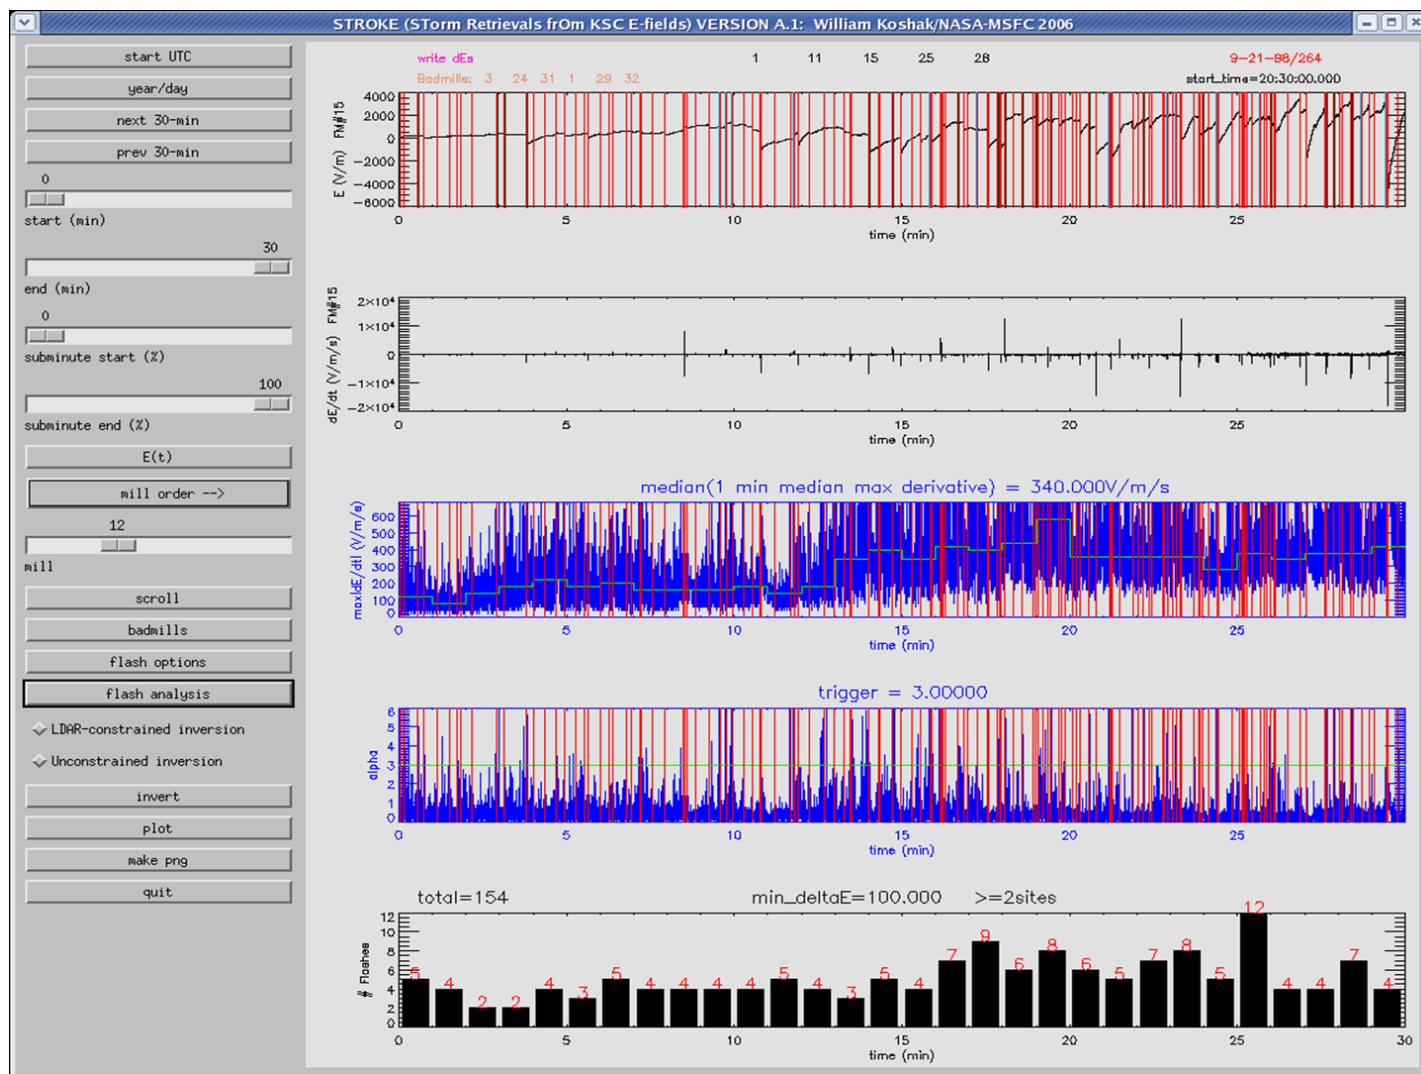 STROKE (STorm Retrievals frOm KSC E-fields) VERSION A.1: William Koshak/NASA-MSFC 2006
start UTC
year/day
next 30-min
prev 30-min
0
start (min)
30
end (min)
0
subminute start (%)
100
subminute end (%)
E(t)
mill order -->
12
mill
scroll
badmills
flash options
flash analysis
LDAR-constrained inversion
Unconstrained inversion
invert
plot
make png
quit
write dEs 1 11 15 25 28 9-21-98/264
Badmills: 3 24 31 1 29 32 start_time=20:30:00.000
E (V/m) FM#15
4000
2000
0
−2000
−4000
−6000
0 5 10 15 20 25
time (min)
dE/dt (V/m/s) FM#15
2×10⁴
1×10⁴
0
−1×10⁴
−2×10⁴
0 5 10 15 20 25
time (min)
median(1 min median max derivative) = 340.000V/m/s
max|dE/dt| (V/m/s)
600
500
400
300
200
100
0
0 5 10 15 20 25
time (min)
trigger = 3.00000
alpha
6
5
4
3
2
1
0
0 5 10 15 20 25
time (min)
total=154 min_deltaE=100.000 >=2sites
# Flashes
12
10
8
6
4
2
0
5 4 2 2 4 3 5 4 4 4 4 5 4 3 5 4 7 9 6 8 6 5 7 8 5 12 4 4 7 4
0 5 10 15 20 25 30
time (min)